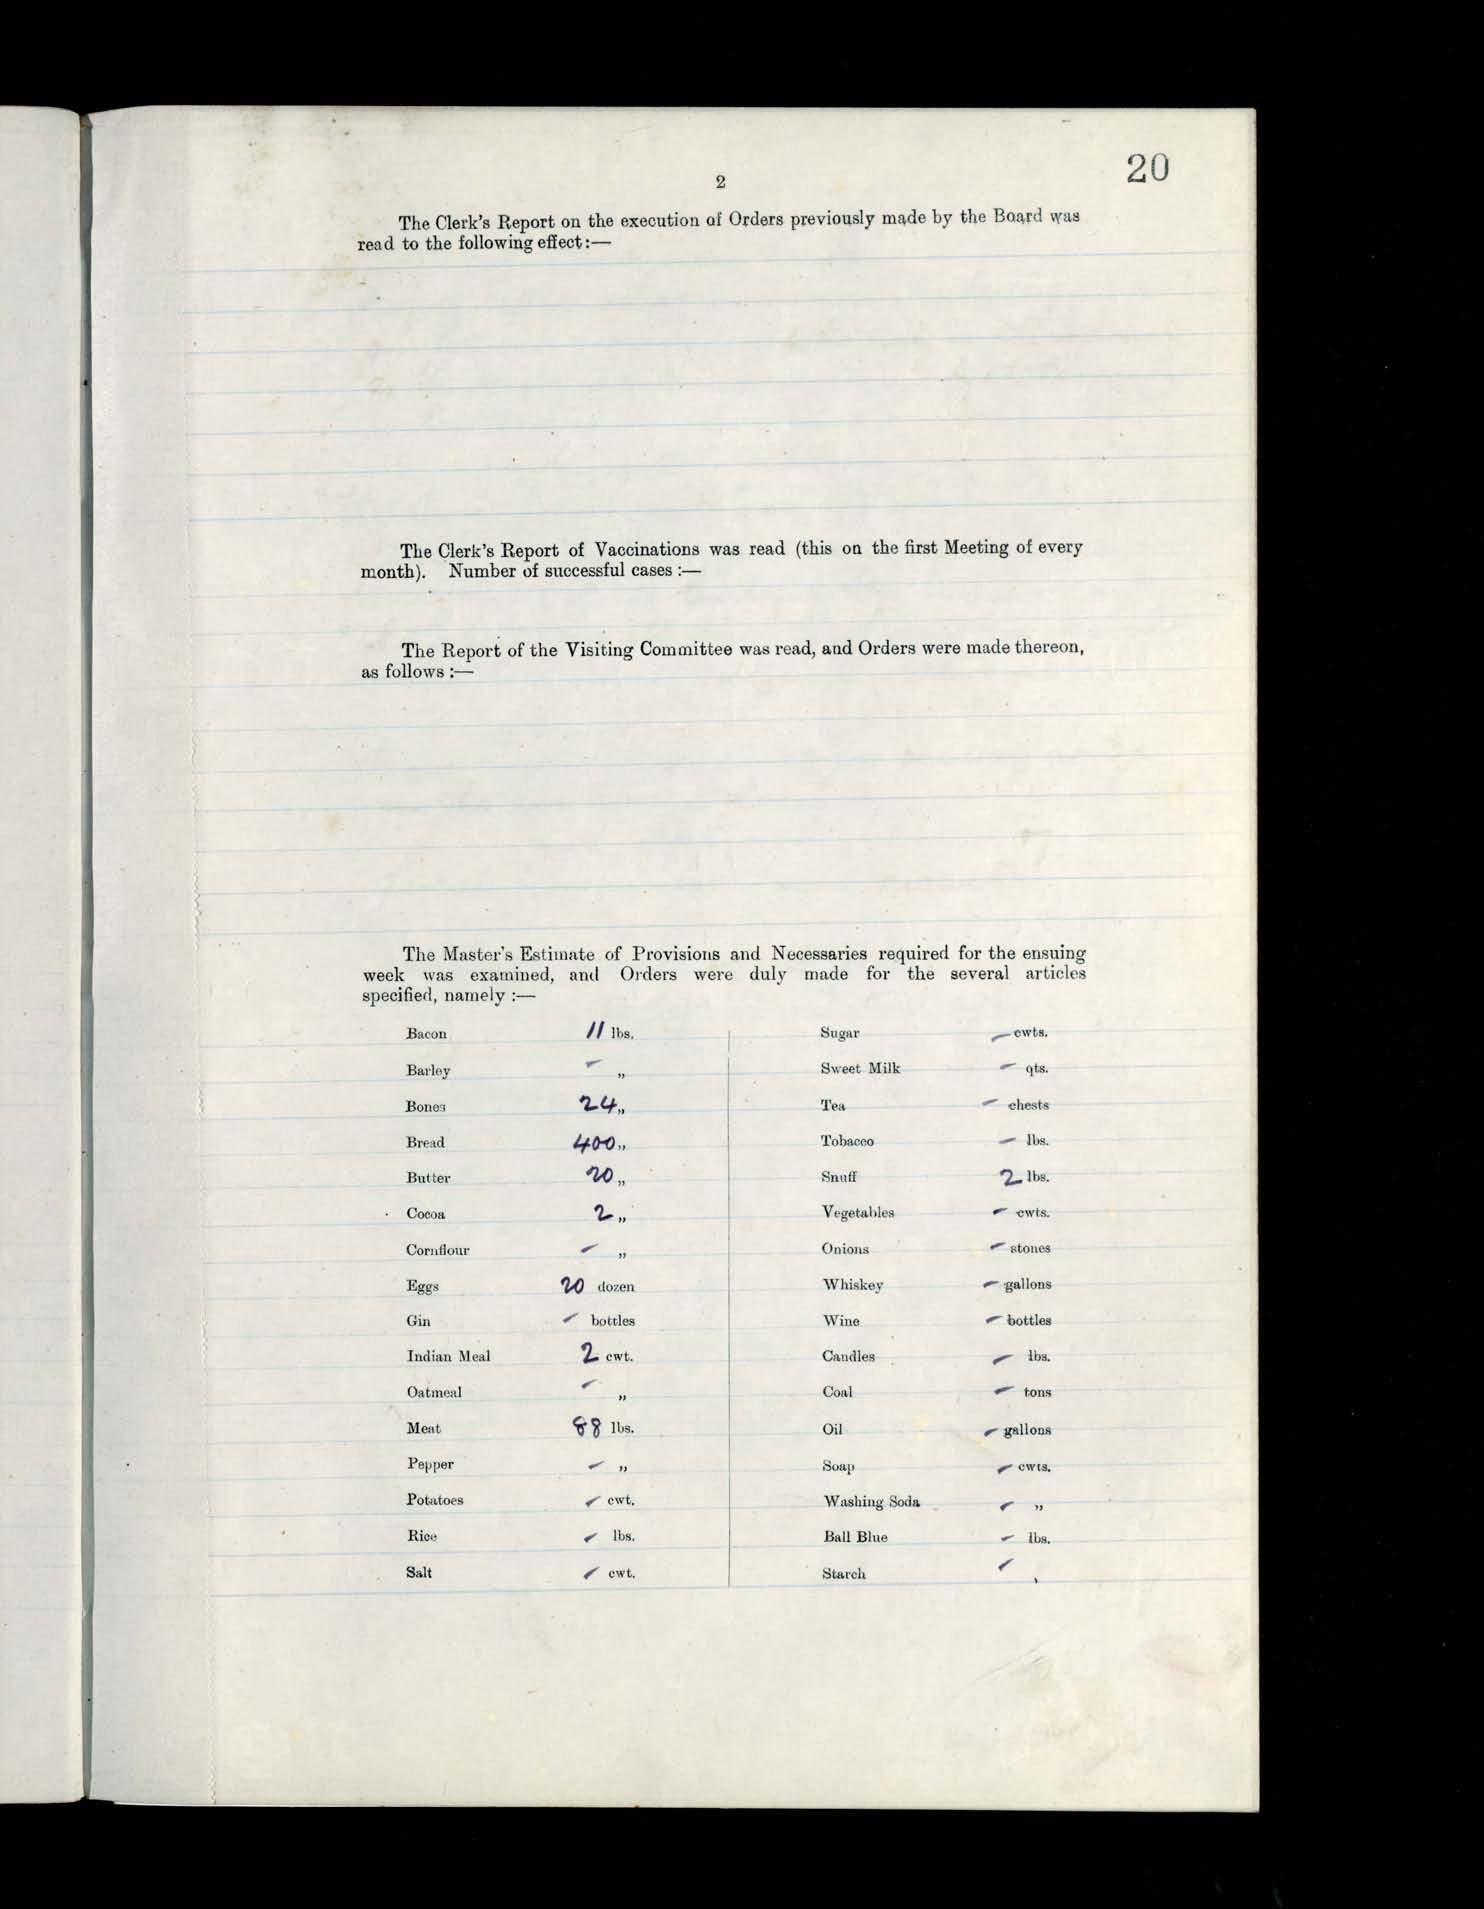 20
2
The Clerk's Report on the execution of Orders previously made by the Board was
read to the following effect:—
The Clerk's Report of Vaccinations was read (this on the first Meeting of every
month). Number of successful cases :—
The Report of the Visiting Committee was read, and Orders were made thereon,
as follows :—
The Master's Estimate of Provisions and Necessaries required for the ensuing
week was examined, and Orders were duly made for the several articles
specified, namely :—
Bacon 11 lbs.
Barley - „
Bones 24 „
Bread 400 „
Butter 20 „
Cocoa 2 „
Cornflour - „
Eggs 20 dozen
Gin - bottles
Indian Meal 2 cwt.
Oatmeal - „
Meat 88 lbs.
Pepper - „
Potatoes - cwt.
Rice - lbs.
Salt - cwt.
Sugar - cwts.
Sweet Milk - qts.
Tea - chests
Tobacco - lbs.
Snuff 2 lbs.
Vegetables - cwts.
Onions - stones
Whiskey - gallons
Wine - bottles
Candles - lbs.
Coal - tons
Oil - gallons
Soap - cwts.
Washing Soda - „
Ball Blue - lbs.
Starch - ,